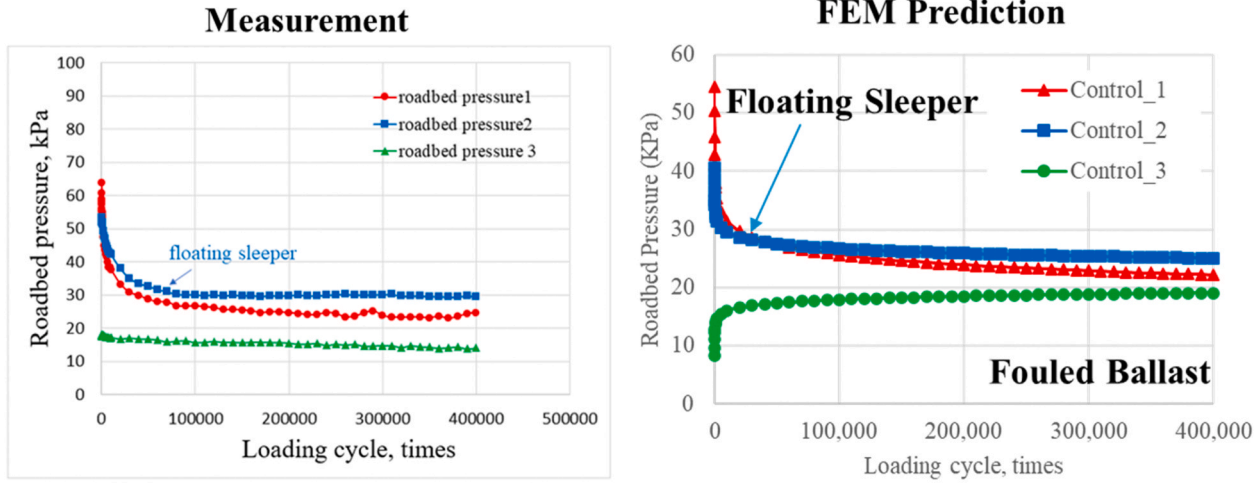 Measurement
100
90
80
70
60
50
40
30
20
10
0
Roadbed pressure, kPa
roadbed pressure1
roadbed pressure2
roadbed pressure 3
floating sleeper
0
100000
200000
300000
400000
500000
Loading cycle, times
FEM Prediction
60
50
40
30
20
10
0
Roadbed Pressure (KPa)
Floating Sleeper
Control_1
Control_2
Control_3
Fouled Ballast
0
100,000
200,000
300,000
400,000
Loading cycle, times